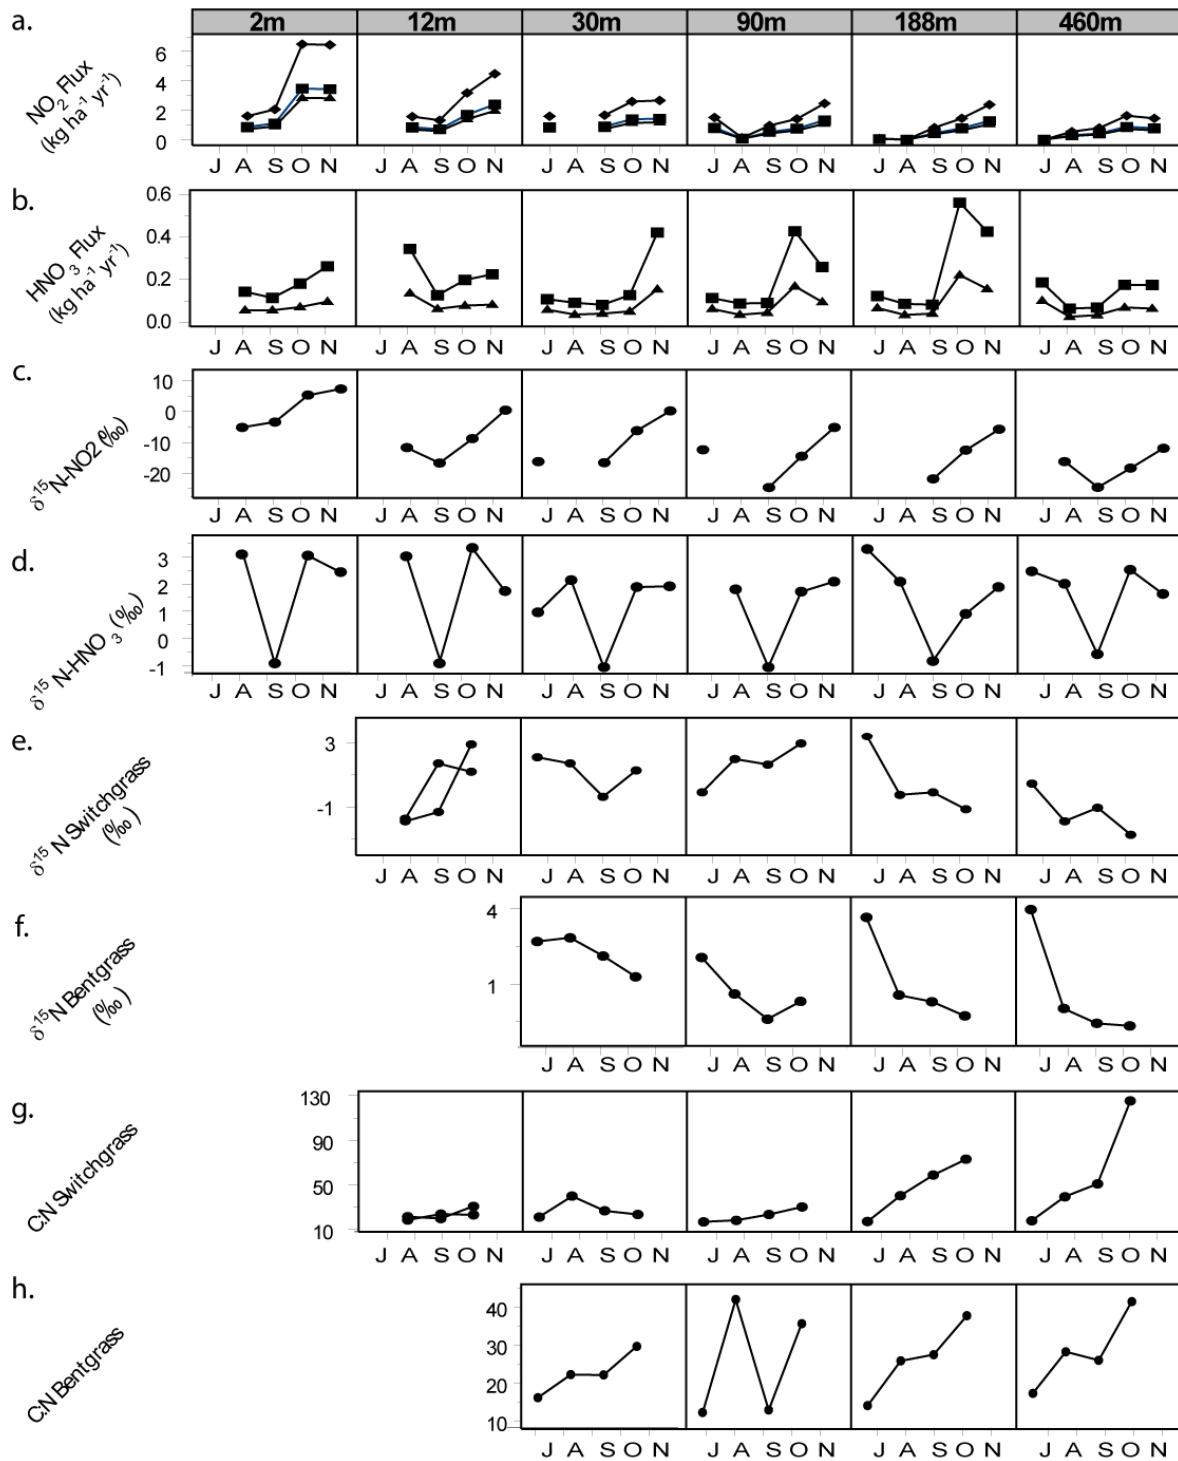 a.
2m 12m 30m 90m 188m 460m
NO2 Flux
(kg ha-1 yr-1)
6
4
2
0
J A S O N J A S O N J A S O N J A S O N J A S O N J A S O N
b.
HNO3 Flux
(kg ha-1 yr-1)
0.6
0.4
0.2
0.0
J A S O N J A S O N J A S O N J A S O N J A S O N J A S O N
c.
δ15N-NO2 (‰)
10
0
-10
-20
J A S O N J A S O N J A S O N J A S O N J A S O N J A S O N
d.
δ15 N-HNO3 (‰)
3
2
1
0
-1
J A S O N J A S O N J A S O N J A S O N J A S O N J A S O N
e.
δ15 N Switchgrass
(‰)
3
-1
J A S O N J A S O N J A S O N J A S O N J A S O N
f.
δ15N Bentgrass
(‰)
4
1
J A S O N J A S O N J A S O N J A S O N
g.
C:N Switchgrass
130
90
50
10
J A S O N J A S O N J A S O N J A S O N J A S O N
h.
C:N Bentgrass
40
30
20
10
J A S O N J A S O N J A S O N J A S O N